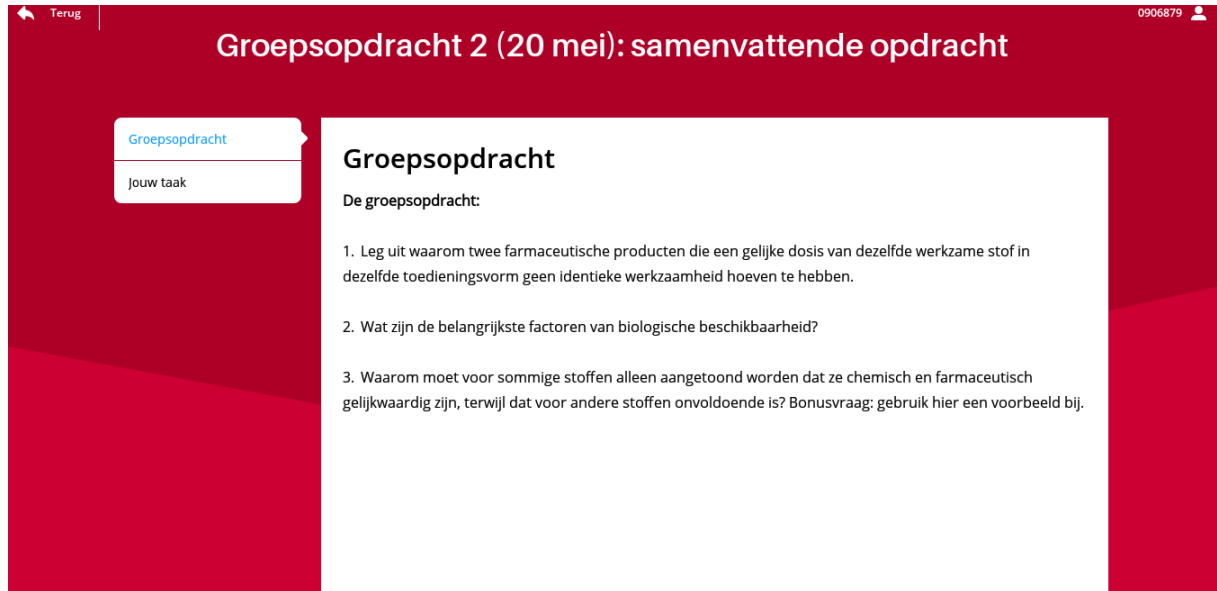 Terug
0906879
Groepsopdracht 2 (20 mei): samenvattende opdracht
Groepsopdracht
Jouw taak
Groepsopdracht
De groepsopdracht:
1. Leg uit waarom twee farmaceutische producten die een gelijke dosis van dezelfde werkzame stof in
dezelfde toedieningsvorm geen identieke werkzaamheid hoeven te hebben.
2. Wat zijn de belangrijkste factoren van biologische beschikbaarheid?
3. Waarom moet voor sommige stoffen alleen aangetoond worden dat ze chemisch en farmaceutisch
gelijkwaardig zijn, terwijl dat voor andere stoffen onvoldoende is? Bonusvraag: gebruik hier een voorbeeld bij.